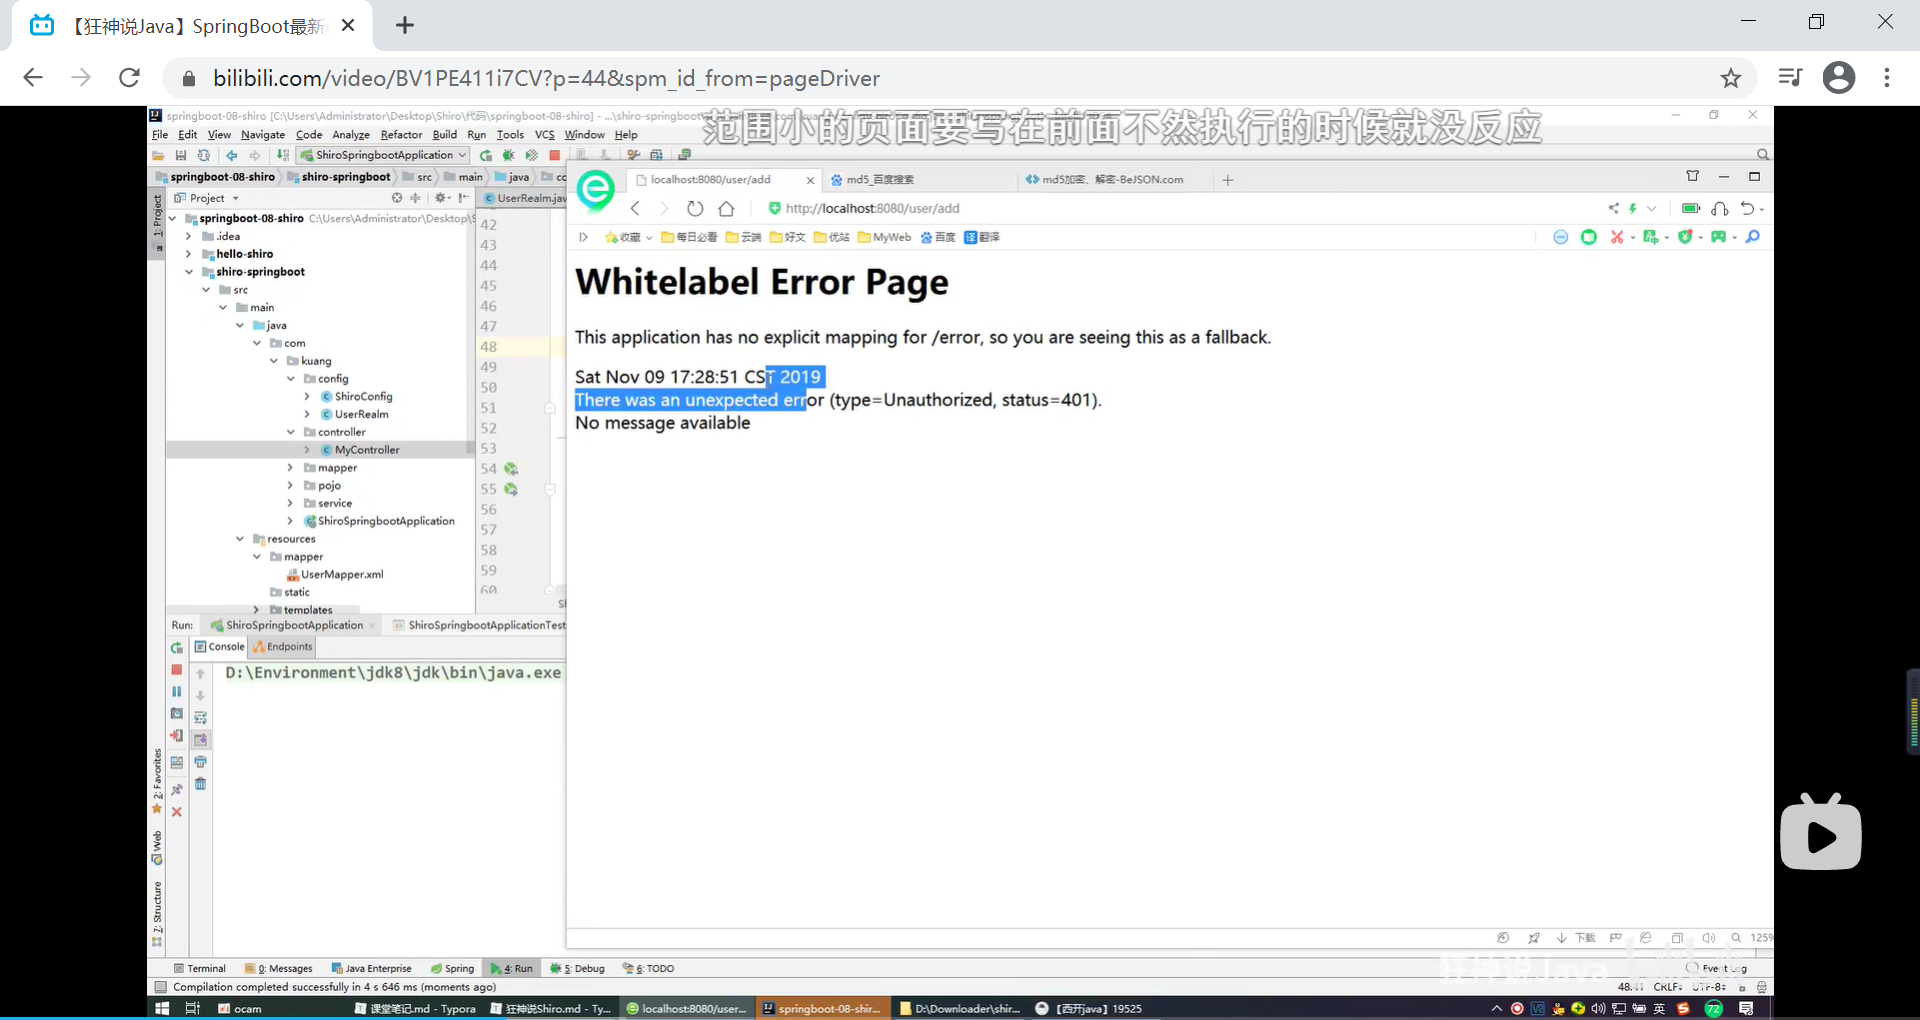 【狂神说Java】SpringBoot最新
bilibili.com/video/BV1PE411i7CV?p=44&spm_id_from=pageDriver
范围小的页面要写在前面不然执行的时候就没反应
springboot-08-shiro [C:\Users\Administrator\Desktop\Shiro\代码\springboot-08-shiro] - ...\shiro-springboot
File Edit View Navigate Code Analyze Refactor Build Run Tools VCS Window Help
ShiroSpringbootApplication
springboot-08-shiro shiro-springboot src main java co
Project
UserRealm.jav
1: Project
springboot-08-shiro C:\Users\Administrator\Desktop\S
.idea
hello-shiro
shiro-springboot
src
main
java
com
kuang
config
ShiroConfig
UserRealm
controller
MyController
mapper
pojo
service
ShiroSpringbootApplication
resources
mapper
UserMapper.xml
static
templates
42
43
44
45
46
47
48
49
50
51
52
53
54
55
56
57
58
59
60
localhost:8080/user/add
md5_百度搜索
md5加密、解密-BeJSON.com
http://localhost:8080/user/add
收藏 每日必看 云端 好文 优站 MyWeb 百度 翻译
Whitelabel Error Page
This application has no explicit mapping for /error, so you are seeing this as a fallback.
Sat Nov 09 17:28:51 CST 2019
There was an unexpected error (type=Unauthorized, status=401).
No message available
下载 125%
Run: ShiroSpringbootApplication ShiroSpringbootApplicationTest
Console Endpoints
D:\Environment\jdk8\jdk\bin\java.exe
2: Favorites
Web
7: Structure
Terminal 0: Messages Java Enterprise Spring 4: Run 5: Debug 6: TODO
狂神说Java
Event Log
Compilation completed successfully in 4 s 646 ms (moments ago)
48:41 CRLF UTF-8
ocam
课堂笔记.md - Typora
狂神说Shiro.md - Ty...
localhost:8080/user...
springboot-08-shir...
D:\Downloader\shir...
【西开java】19525
英
72